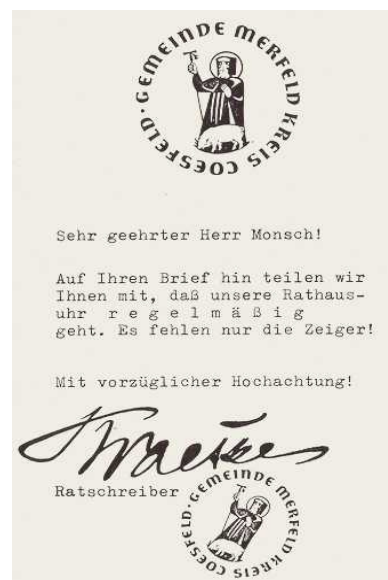 GEMEINDE MERFELD KREIS COESFELD
Sehr geehrter Herr Monsch!
Auf Ihren Brief hin teilen wir
Ihnen mit, daß unsere Rathaus-
uhr r e g e l m ä ß i g
geht. Es fehlen nur die Zeiger!
Mit vorzüglicher Hochachtung!
Ratschreiber
GEMEINDE MERFELD KREIS COESFELD